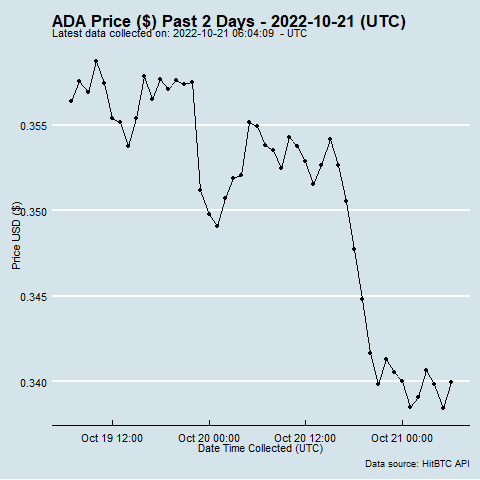 ADA Price ($) Past 2 Days - 2022-10-21 (UTC)
Latest data collected on: 2022-10-21 06:04:09  - UTC
0.355
0.350
0.345
0.340
Price USD ($)
Oct 19 12:00
Oct 20 00:00
Oct 20 12:00
Oct 21 00:00
Date Time Collected (UTC)
Data source: HitBTC API